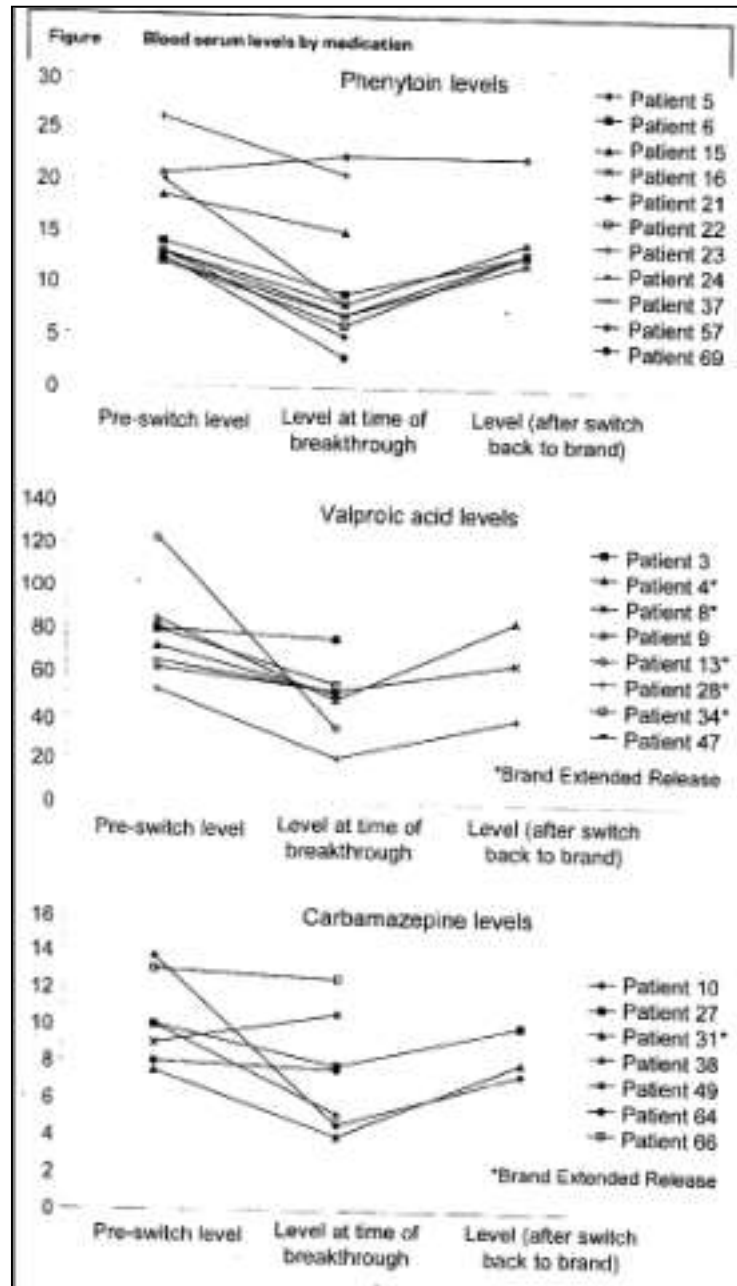 Figure Blood serum levels by medication
Phenytoin levels
30
25
20
15
10
5
0
Patient 5
Patient 6
Patient 15
Patient 16
Patient 21
Patient 22
Patient 23
Patient 24
Patient 37
Patient 57
Patient 69
Pre-switch level
Level at time of
breakthrough
Level (after switch
back to brand)
Valproic acid levels
140
120
100
80
60
40
20
0
Patient 3
Patient 4*
Patient 8*
Patient 9
Patient 13*
Patient 28*
Patient 34*
Patient 47
*Brand Extended Release
Pre-switch level
Level at time of
breakthrough
Level (after switch
back to brand)
Carbamazepine levels
16
14
12
10
8
6
4
2
0
Patient 10
Patient 27
Patient 31*
Patient 38
Patient 49
Patient 64
Patient 66
*Brand Extended Release
Pre-switch level
Level at time of
breakthrough
Level (after switch
back to brand)